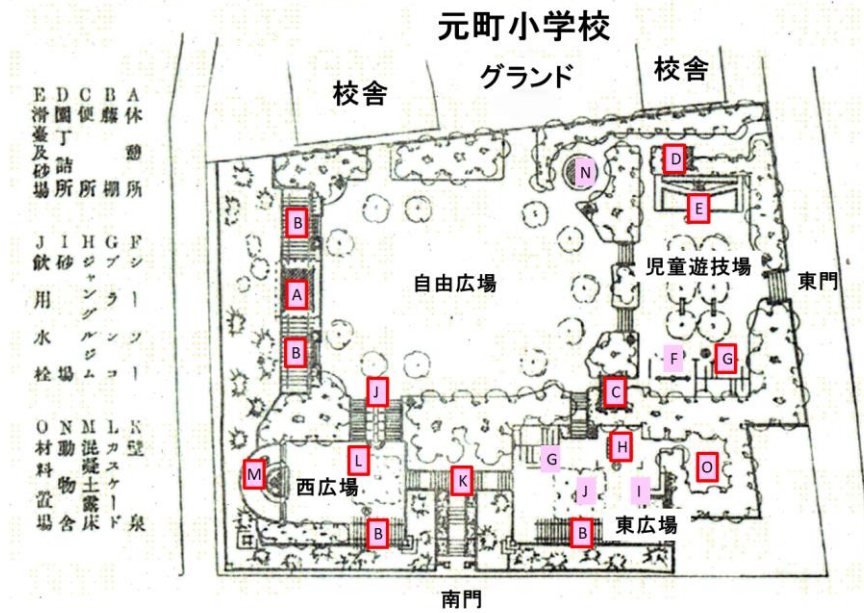 元町小学校
校舎
グランド
校舎
A休憩所
B藤棚
C便所
D園丁詰所
E滑臺及砂場
Fシーソー
Gブランコ
Hジャングルジム
I砂場
J飲用水栓
K壁泉
Lカスケード
M混凝土露床
N動物舎
O材料置場
D
N
E
B
自由広場
児童遊技場
東門
A
B
F
G
J
C
H
L
G
O
M
西広場
K
J
I
B
B
東広場
南門